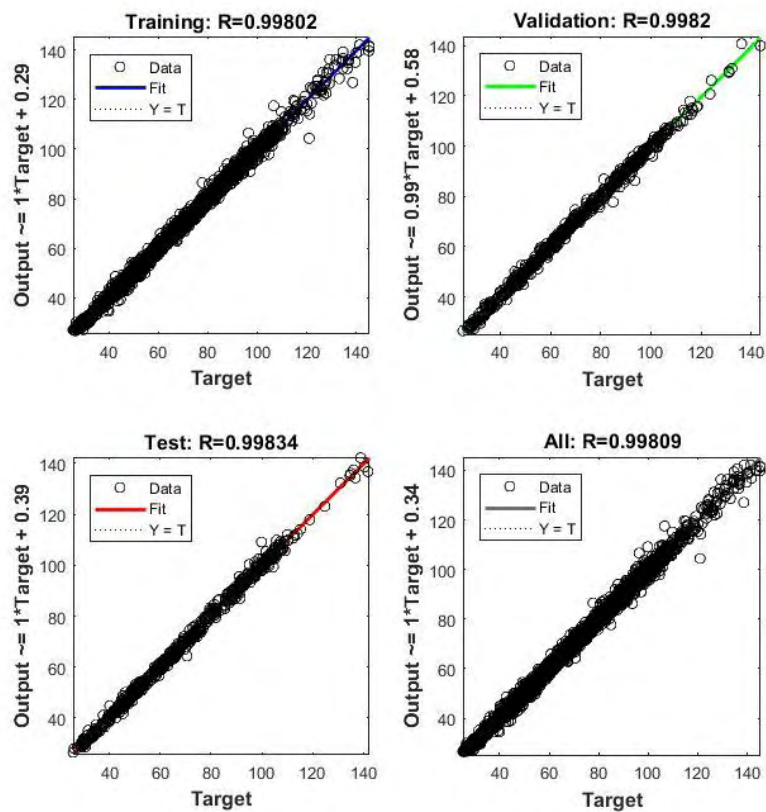 Training: R=0.99802
Output ~= 1*Target + 0.29
Data
Fit
Y = T
140
120
100
80
60
40
40 60 80 100 120 140
Target
Validation: R=0.9982
Output ~= 0.99*Target + 0.58
Data
Fit
Y = T
140
120
100
80
60
40
40 60 80 100 120 140
Target
Test: R=0.99834
Output ~= 1*Target + 0.39
Data
Fit
Y = T
140
120
100
80
60
40
40 60 80 100 120 140
Target
All: R=0.99809
Output ~= 1*Target + 0.34
Data
Fit
Y = T
140
120
100
80
60
40
40 60 80 100 120 140
Target